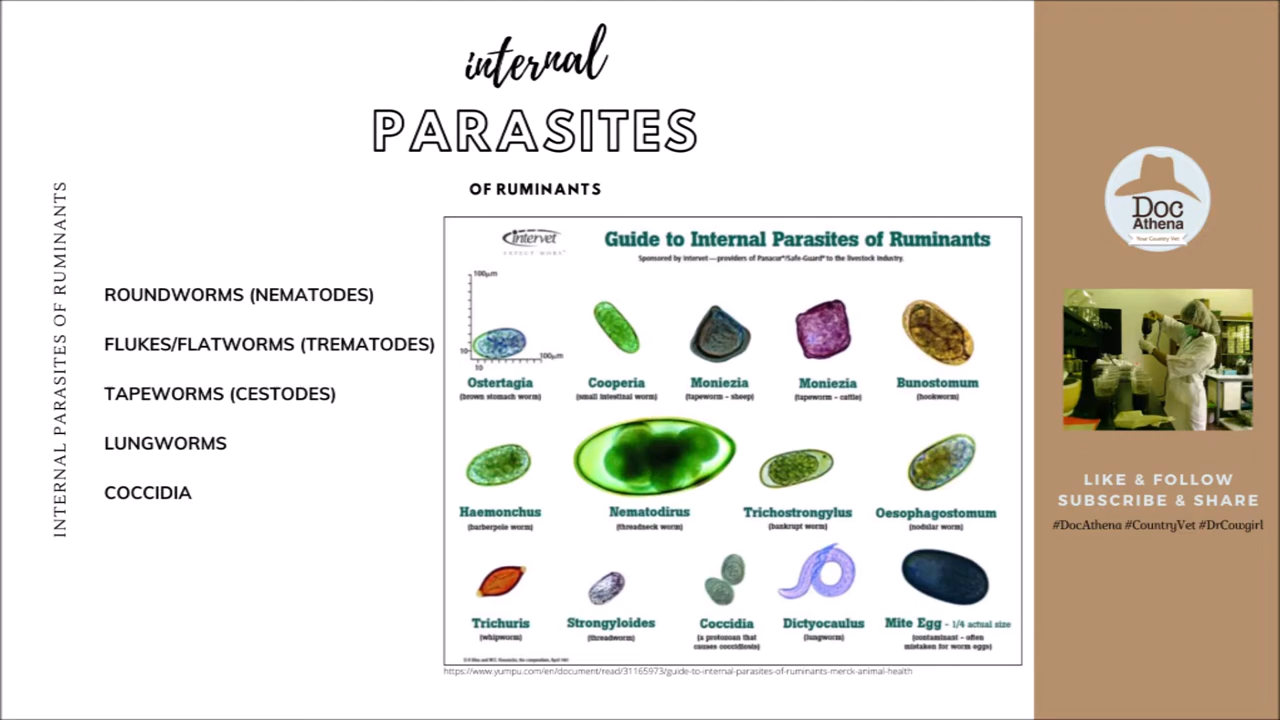 internal
PARASITES
OF RUMINANTS
INTERNAL PARASITES OF RUMINANTS
ROUNDWORMS (NEMATODES)
FLUKES/FLATWORMS (TREMATODES)
TAPEWORMS (CESTODES)
LUNGWORMS
COCCIDIA
intervet
Guide to Internal Parasites of Ruminants
Sponsored by Intervet—providers of Panacur®/Safe-Guard® to the livestock industry.
100µm
10
100µm
10
Ostertagia
(brown stomach worm)
Cooperia
(small intestinal worm)
Moniezia
(tapeworm - sheep)
Moniezia
(tapeworm - cattle)
Bunostomum
(hookworm)
Haemonchus
(barberpole worm)
Nematodirus
(threadneck worm)
Trichostrongylus
(bankrupt worm)
Oesophagostomum
(nodular worm)
Trichuris
(whipworm)
Strongyloides
(threadworm)
Coccidia
(a protozoan that
causes coccidiosis)
Dictyocaulus
(lungworm)
Mite Egg - 1/4 actual size
(contaminant - often
mistaken for worm eggs)
https://www.yumpu.com/en/document/read/31165973/guide-to-internal-parasites-of-ruminants-merck-animal-health
Doc
Athena
Your Country Vet
LIKE & FOLLOW
SUBSCRIBE & SHARE
#DocAthena #CountryVet #DrCowgirl